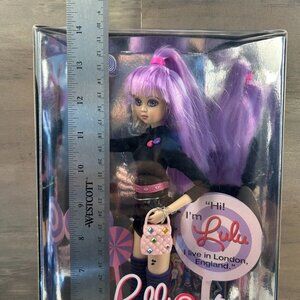 14
13
12
11
10
9
8
7
WESTCOTT
"Hi!
I'm
Lulu
I live in London,
England."